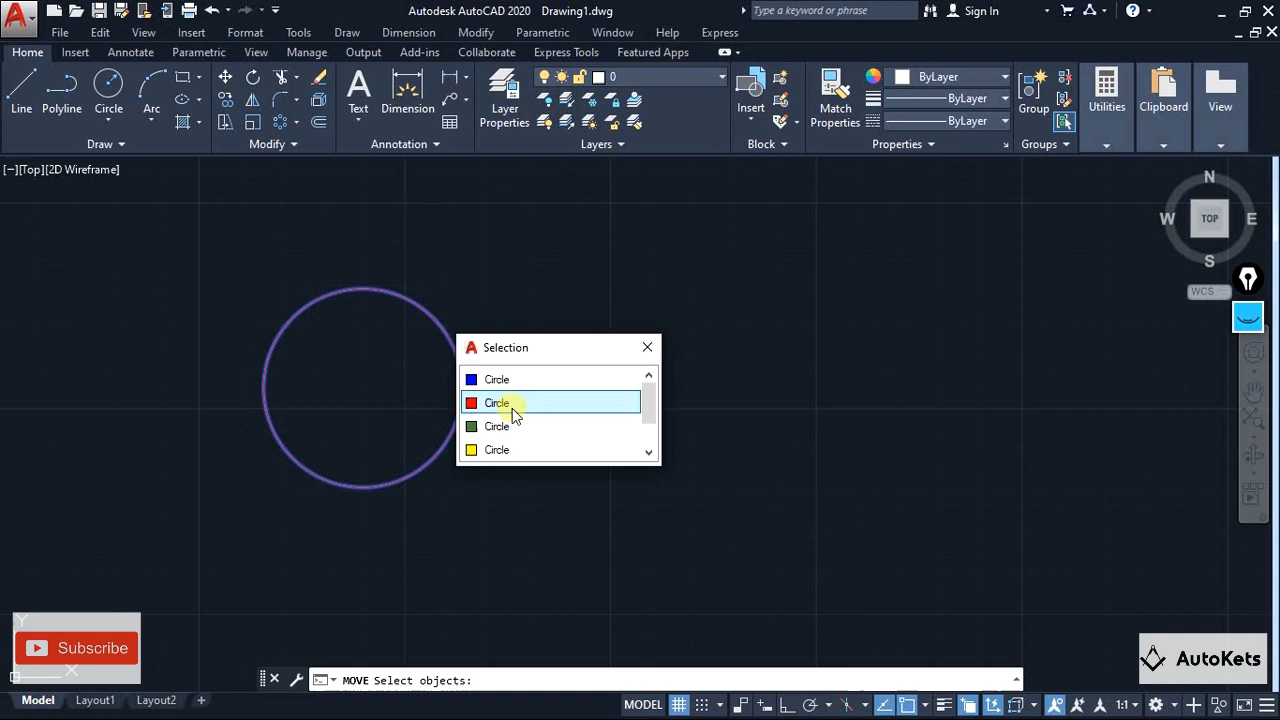 Autodesk AutoCAD 2020 Drawing1.dwg
Type a keyword or phrase
Sign In
File Edit View Insert Format Tools Draw Dimension Modify Parametric Window Help Express
Home Insert Annotate Parametric View Manage Output Add-ins Collaborate Express Tools Featured Apps
Line Polyline Circle Arc
Text Dimension
Layer Properties
0
Insert
Match Properties
ByLayer
ByLayer
ByLayer
Group
Utilities
Clipboard
View
Draw Modify Annotation Layers Block Properties Groups
[−][Top][2D Wireframe]
N
W TOP E
S
WCS
Selection
Circle
Circle
Circle
Circle
Y
Subscribe
X
AutoKets
MOVE Select objects:
Model Layout1 Layout2 +
MODEL
1:1